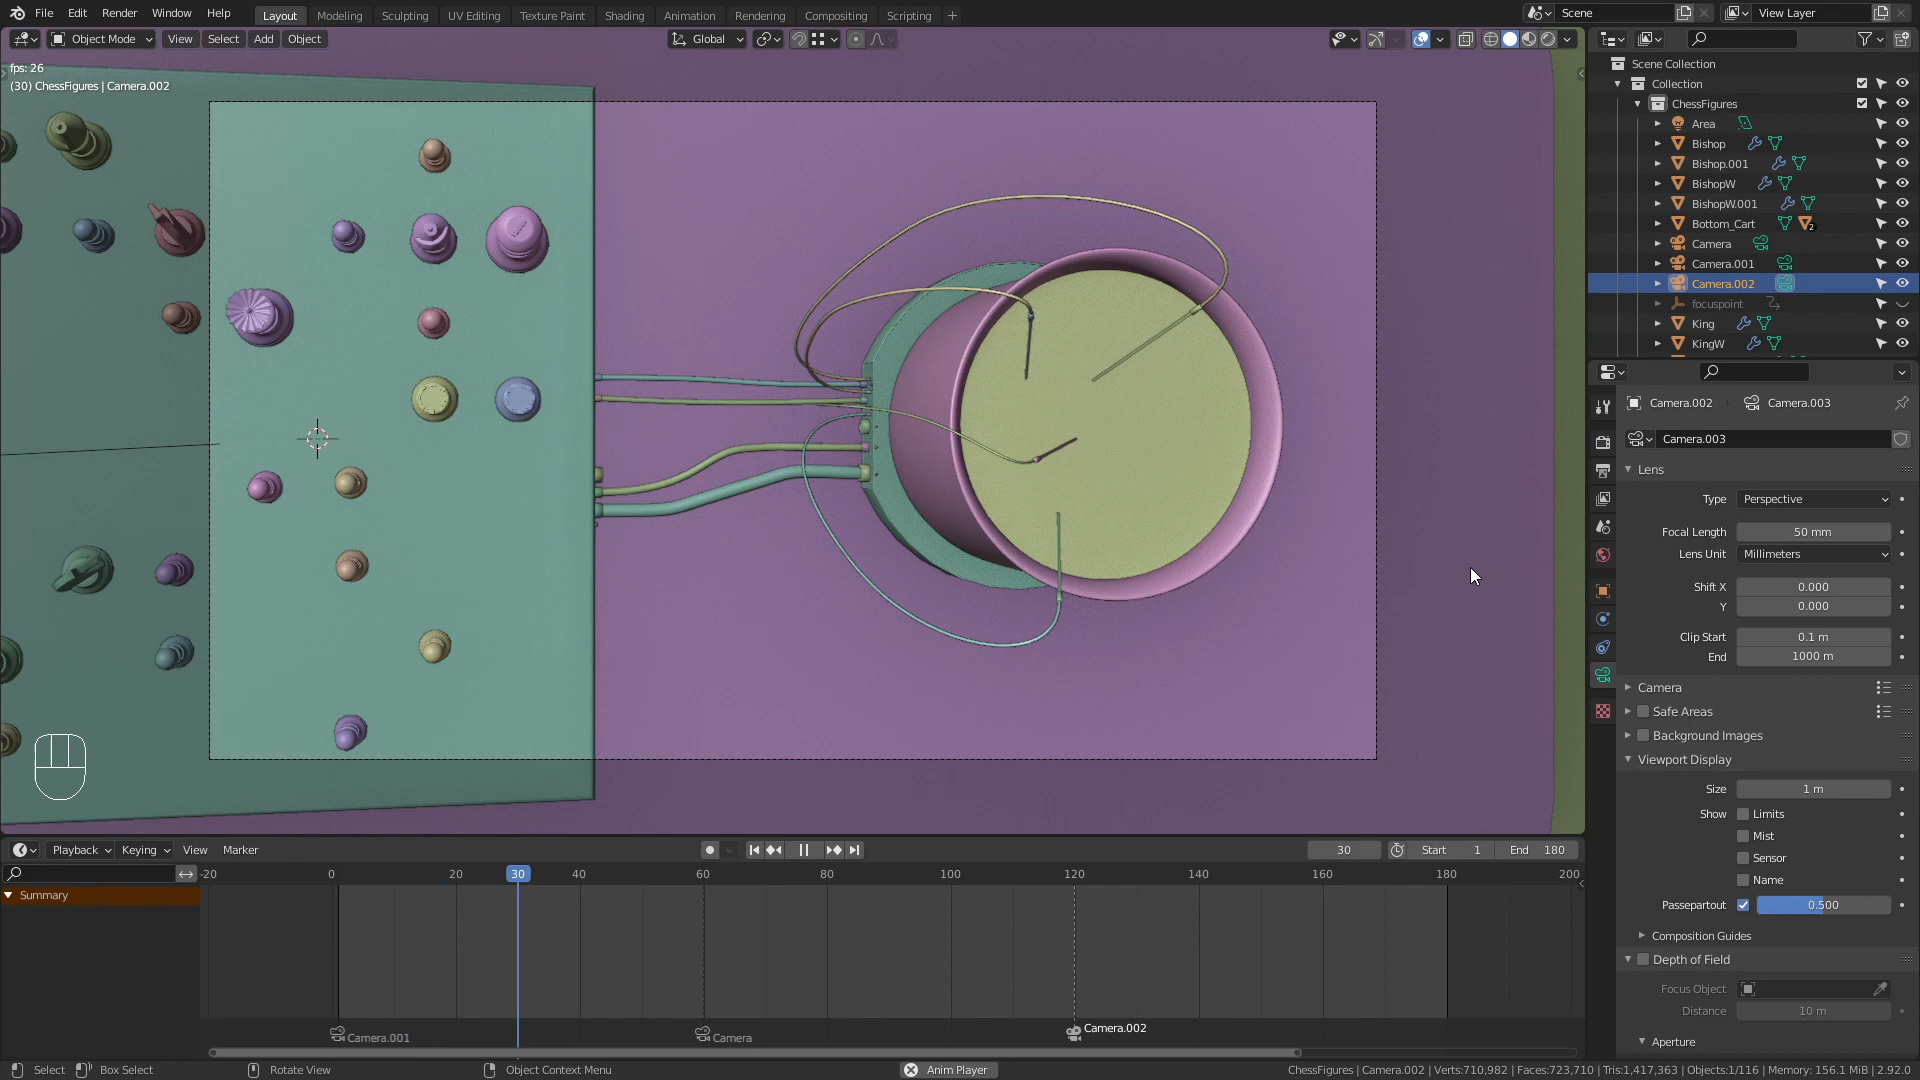 File Edit Render Window Help Layout Modeling Sculpting UV Editing Texture Paint Shading Animation Rendering Compositing Scripting Scene View Layer
Object Mode View Select Add Object Global
fps: 26
(30) ChessFigures | Camera.002
Scene Collection
Collection
ChessFigures
Area
Bishop
Bishop.001
BishopW
BishopW.001
Bottom_Cart 2
Camera
Camera.001
Camera.002
focuspoint
King
KingW
Camera.002 Camera.003
Camera.003
Lens
Type Perspective
Focal Length 50 mm
Lens Unit Millimeters
Shift X 0.000
Y 0.000
Clip Start 0.1 m
End 1000 m
Camera
Safe Areas
Background Images
Viewport Display
Size 1 m
Show Limits
Mist
Sensor
Name
Passepartout 0.500
Composition Guides
Depth of Field
Focus Object
Distance 10 m
Aperture
Playback Keying View Marker 30 Start 1 End 180
-20 0 20 30 40 60 80 100 120 140 160 180 200
Summary
Camera.001 Camera Camera.002
Select Box Select Rotate View Object Context Menu Anim Player ChessFigures | Camera.002 | Verts:710,982 | Faces:723,710 | Tris:1,417,363 | Objects:1/116 | Memory: 156.1 MiB | 2.92.0